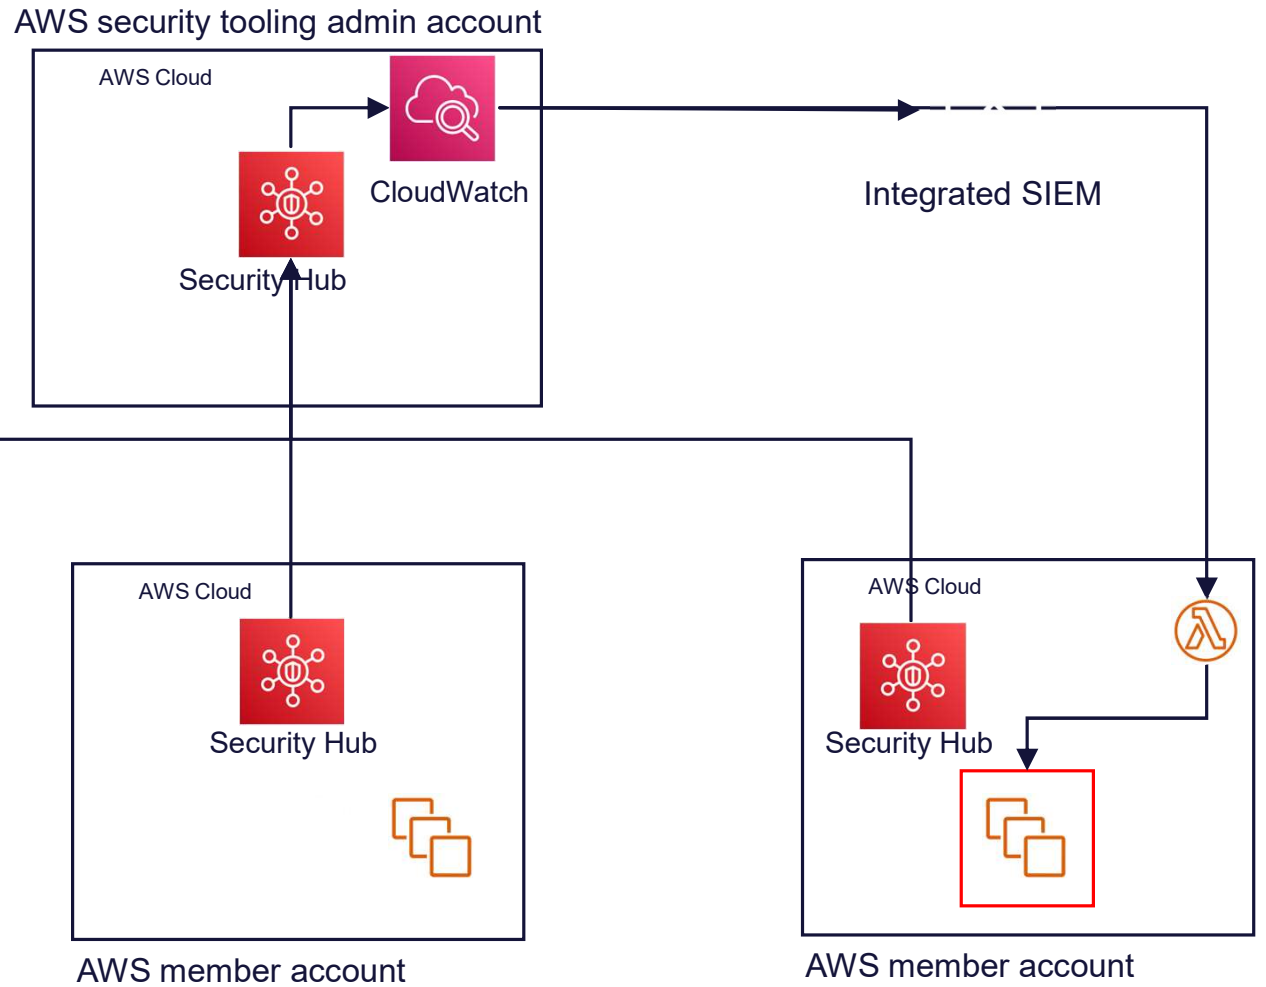 AWS security tooling admin account
AWS Cloud
CloudWatch
Security Hub
Integrated SIEM
AWS Cloud
Security Hub
AWS member account
AWS Cloud
Security Hub
AWS member account